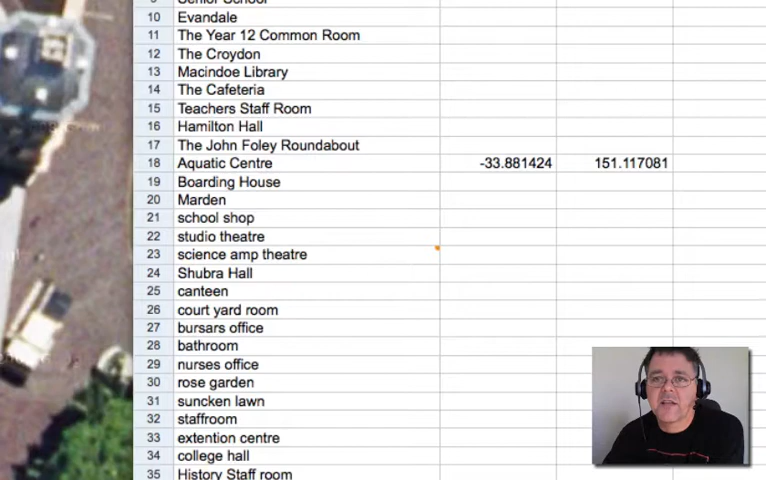 Senior School
10 Evandale
11 The Year 12 Common Room
12 The Croydon
13 Macindoe Library
14 The Cafeteria
15 Teachers Staff Room
16 Hamilton Hall
17 The John Foley Roundabout
18 Aquatic Centre -33.881424 151.117081
19 Boarding House
20 Marden
21 school shop
22 studio theatre
23 science amp theatre
24 Shubra Hall
25 canteen
26 court yard room
27 bursars office
28 bathroom
29 nurses office
30 rose garden
31 suncken lawn
32 staffroom
33 extention centre
34 college hall
35 History Staff room